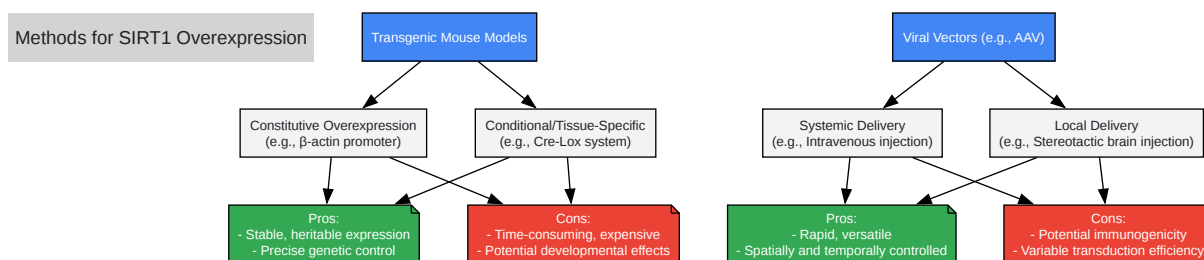 Methods for SIRT1 Overexpression
Transgenic Mouse Models
Viral Vectors (e.g., AAV)
Constitutive Overexpression
(e.g., β-actin promoter)
Conditional/Tissue-Specific
(e.g., Cre-Lox system)
Systemic Delivery
(e.g., Intravenous injection)
Local Delivery
(e.g., Stereotactic brain injection)
Pros:
- Stable, heritable expression
- Precise genetic control
Cons:
- Time-consuming, expensive
- Potential developmental effects
Pros:
- Rapid, versatile
- Spatially and temporally controlled
Cons:
- Potential immunogenicity
- Variable transduction efficiency